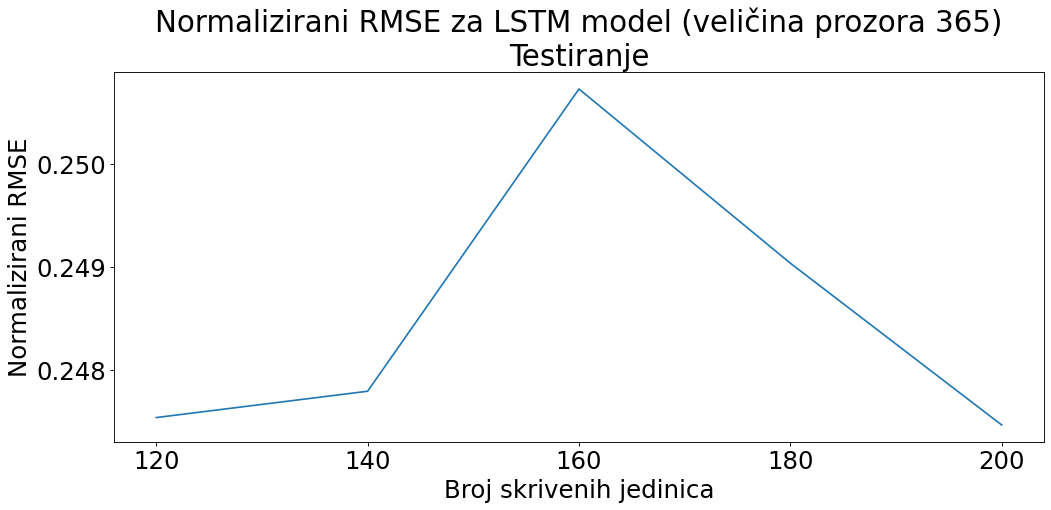 Normalizirani RMSE za LSTM model (veličina prozora 365)
Testiranje
Normalizirani RMSE
0.250
0.249
0.248
120 140 160 180 200
Broj skrivenih jedinica